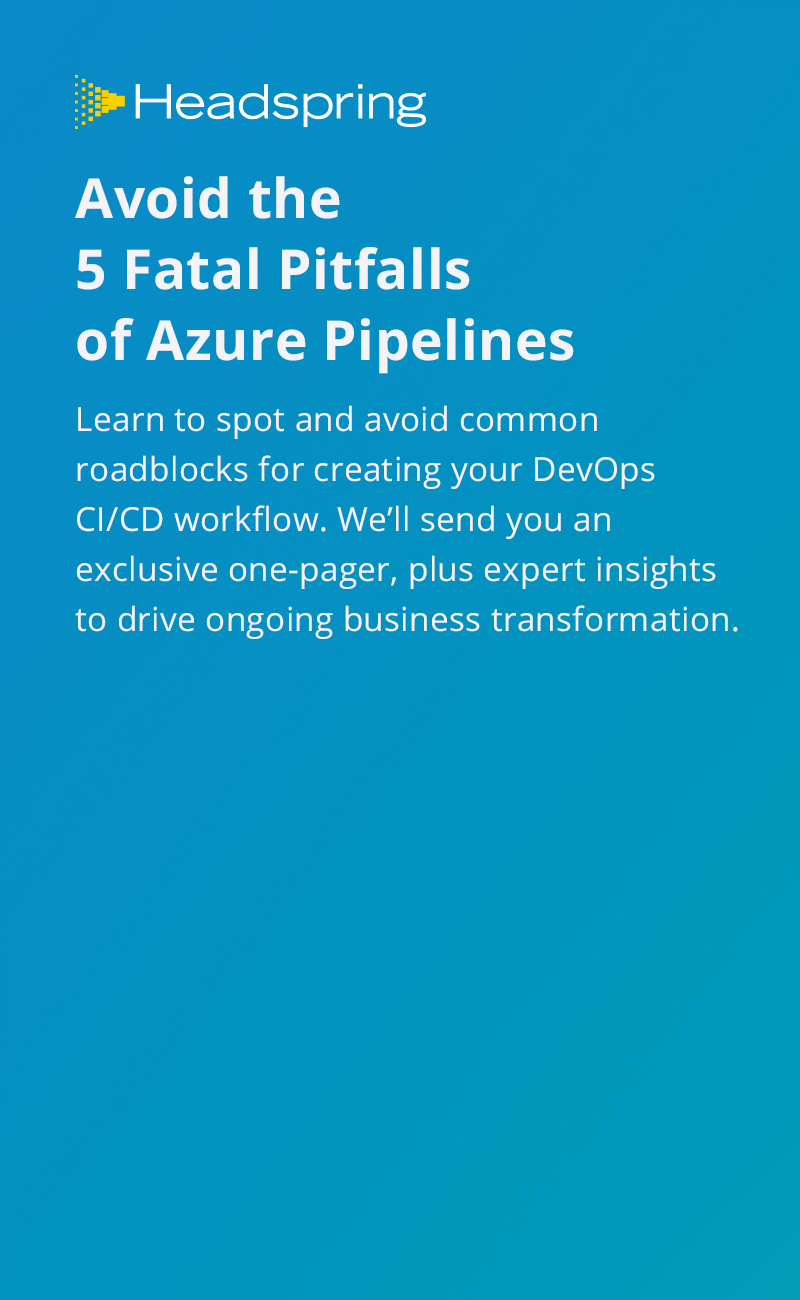 Headspring
Avoid the
5 Fatal Pitfalls
of Azure Pipelines
Learn to spot and avoid common
roadblocks for creating your DevOps
CI/CD workflow. We’ll send you an
exclusive one-pager, plus expert insights
to drive ongoing business transformation.